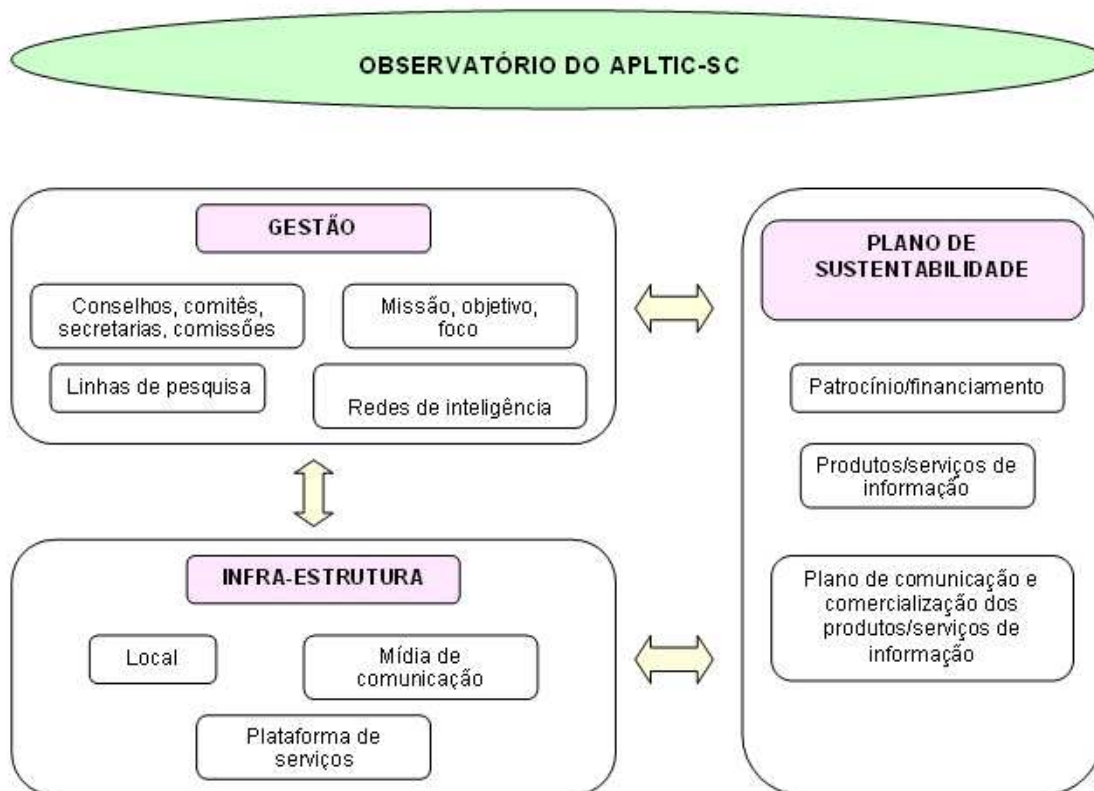 OBSERVATÓRIO DO APLTIC-SC
GESTÃO
Conselhos, comitês,
secretarias, comissões
Missão, objetivo,
foco
Linhas de pesquisa
Redes de inteligência
INFRA-ESTRUTURA
Local
Mídia de
comunicação
Plataforma de
serviços
PLANO DE
SUSTENTABILIDADE
Patrocínio/financiamento
Produtos/serviços de
informação
Plano de comunicação e
comercialização dos
produtos/serviços de
informação